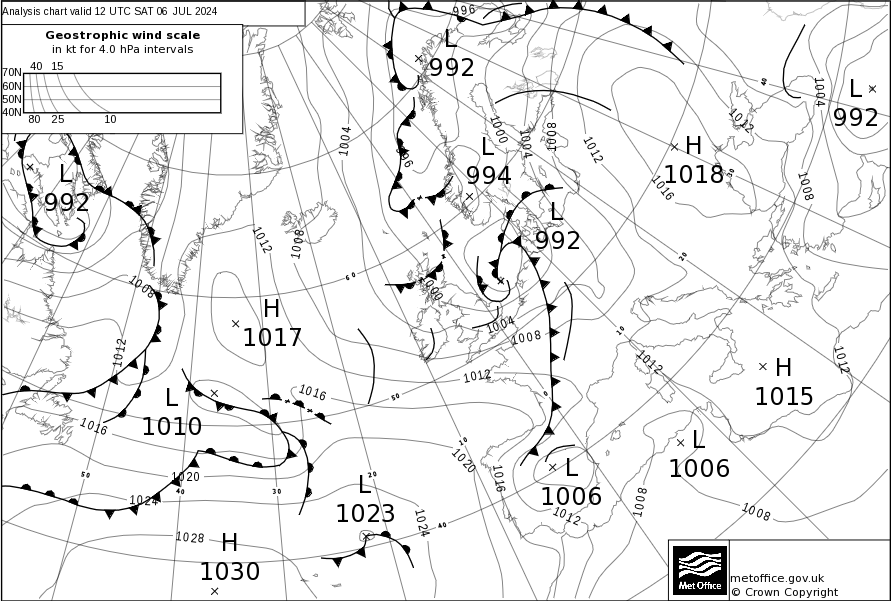 Analysis chart valid 12 UTC SAT 06 JUL 2024
Geostrophic wind scale
in kt for 4.0 hPa intervals
40 15
70N
60N
50N
40N
80 25 10
996
L
992
40
1004
L
992
1004
1000
1004
1008
1012
1012
L
994
H
1018
30
1016
1008
L
992
L
992
1012
1008
60
20
1008
H
1017
1000
1004
1008
10
1012
1012
1012
1012
H
1015
L
1010
1016
50
0
1016
10
1020
L
1006
L
1006
50
1020
40
30
20
1016
1024
L
1023
1024
40
1012
1008
1008
1028
H
1030
Met Office
metoffice.gov.uk
© Crown Copyright